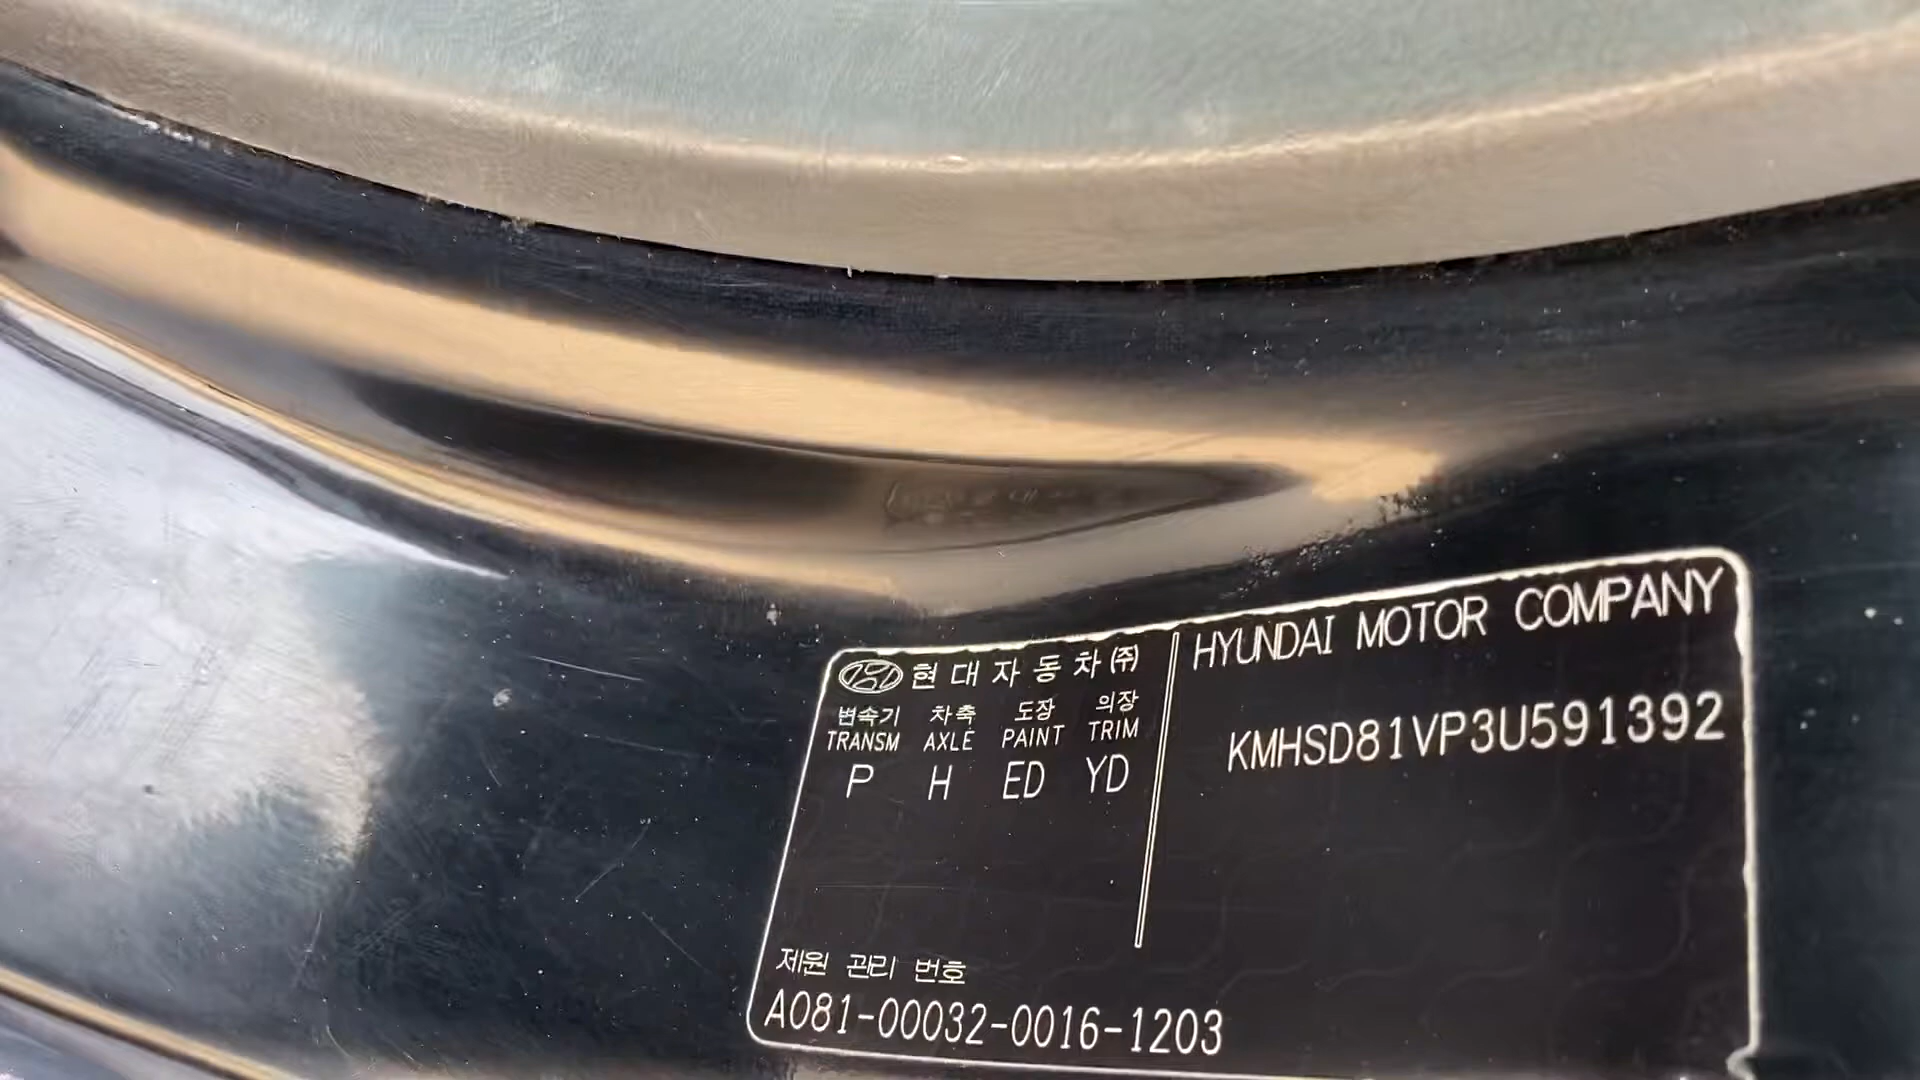 현대자동차(주)
변속기 차축 도장 의장
TRANSM AXLE PAINT TRIM
P H ED YD
제원 관리 번호
A081-00032-0016-1203
HYUNDAI MOTOR COMPANY
KMHSD81VP3U591392